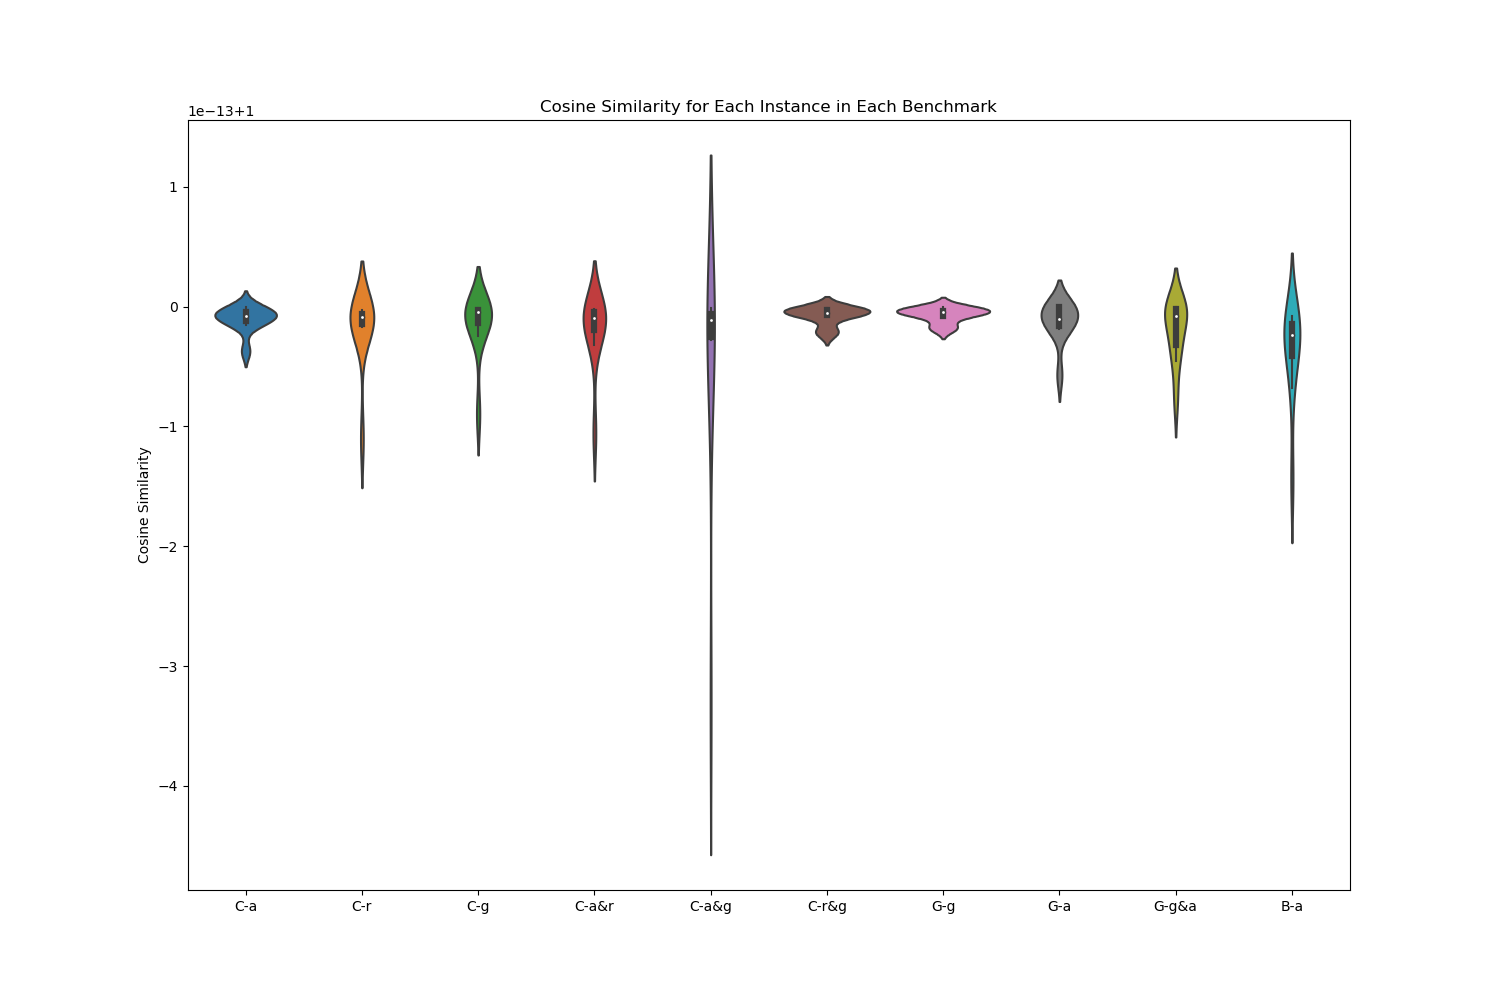 Cosine Similarity for Each Instance in Each Benchmark
1e−13+1
1
0
−1
−2
−3
−4
Cosine Similarity
C-a C-r C-g C-a&r C-a&g C-r&g G-g G-a G-g&a B-a